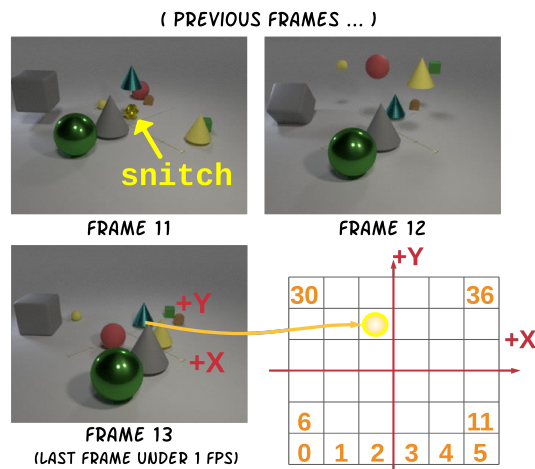 ( PREVIOUS FRAMES ... )
snitch
FRAME 11
FRAME 12
+Y
+X
+Y
30
36
+X
6
11
0 1 2 3 4 5
FRAME 13
(LAST FRAME UNDER 1 FPS)